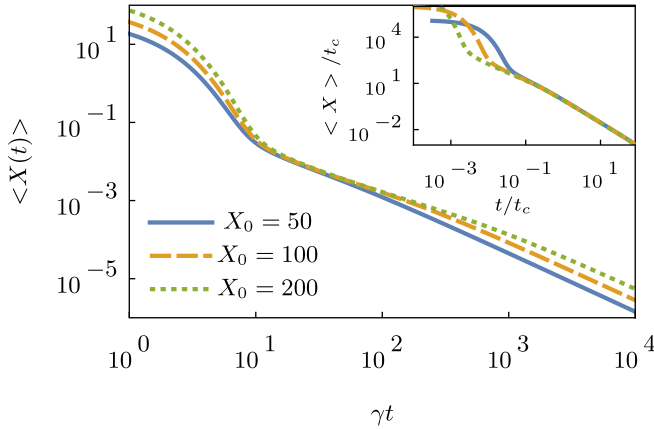 <X(t)>
10^1
10^{-1}
10^{-3}
10^{-5}
X_0 = 50
X_0 = 100
X_0 = 200
10^0
10^1
10^2
10^3
10^4
γt
< X > /t_c
10^4
10^1
10^{-2}
10^{-3}
10^{-1}
10^1
t/t_c